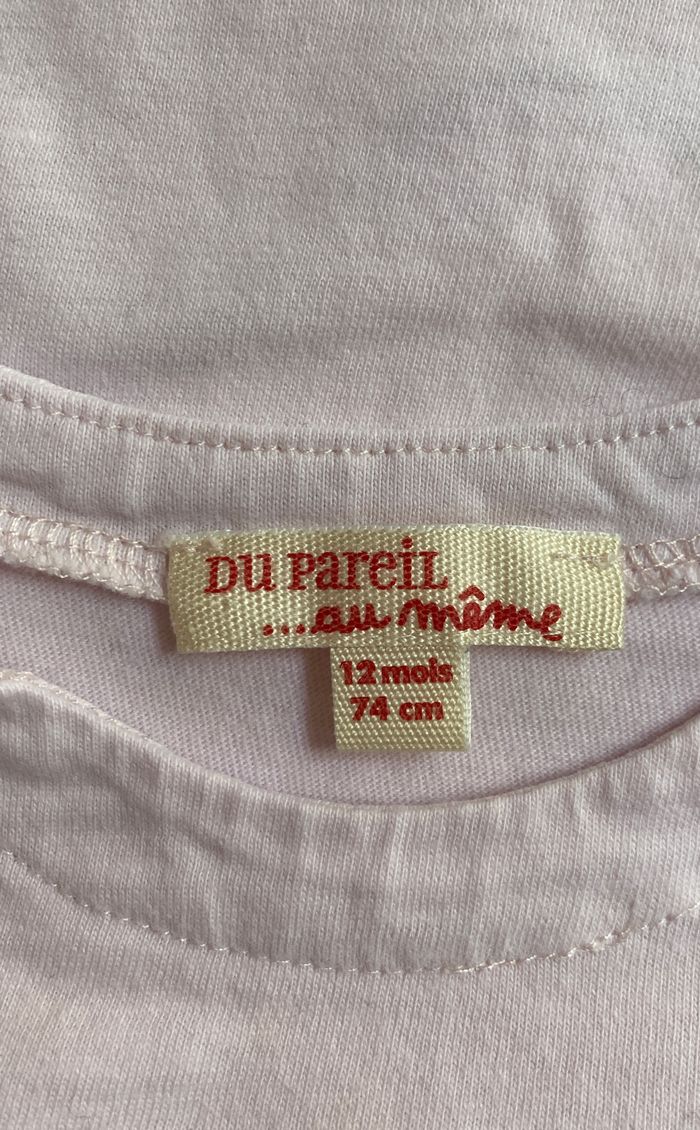 DU PAREIL
...au même
12 mois
74 cm